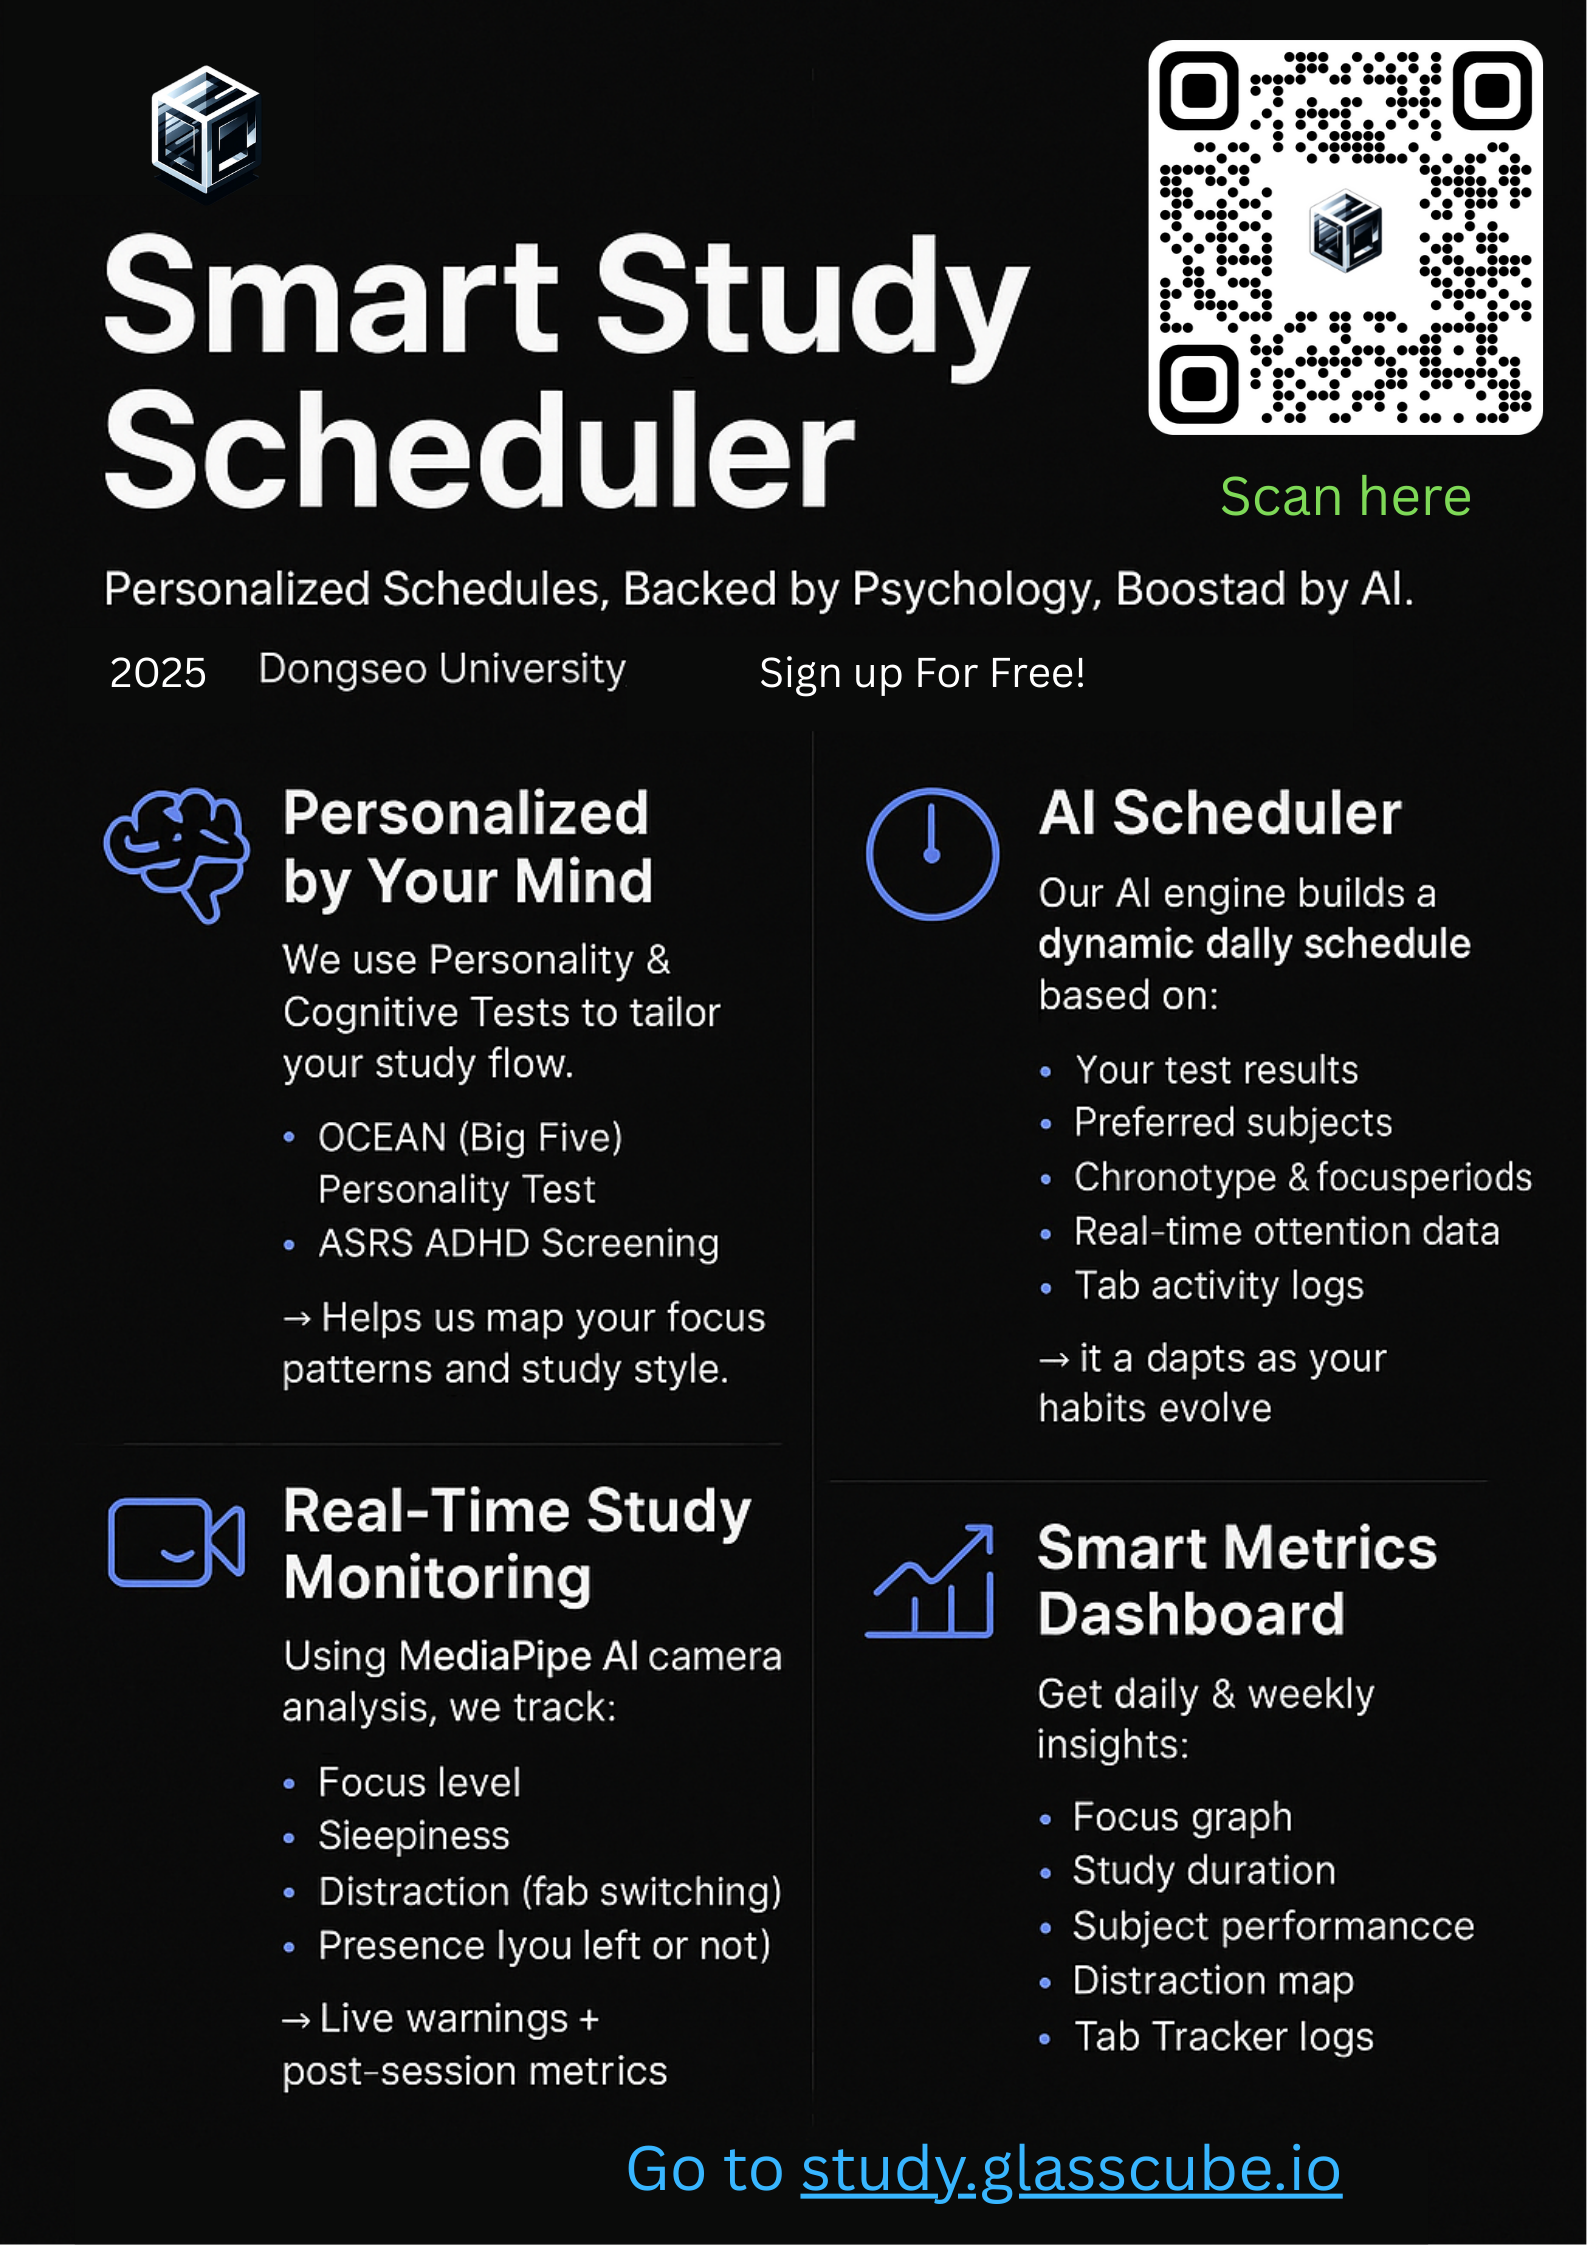 Smart Study
Scheduler
Scan here
Personalized Schedules, Backed by Psychology, Boostad by AI.
2025 Dongseo University Sign up For Free!
Personalized
by Your Mind
We use Personality &
Cognitive Tests to tailor
your study flow.
• OCEAN (Big Five)
Personality Test
• ASRS ADHD Screening
→ Helps us map your focus
patterns and study style.
AI Scheduler
Our AI engine builds a
dynamic dally schedule
based on:
• Your test results
• Preferred subjects
• Chronotype & focusperiods
• Real-time ottention data
• Tab activity logs
→ it a dapts as your
habits evolve
Real-Time Study
Monitoring
Using MediaPipe AI camera
analysis, we track:
• Focus level
• Sieepiness
• Distraction (fab switching)
• Presence lyou left or not)
→ Live warnings +
post-session metrics
Smart Metrics
Dashboard
Get daily & weekly
insights:
• Focus graph
• Study duration
• Subject performancce
• Distraction map
• Tab Tracker logs
Go to study.glasscube.io